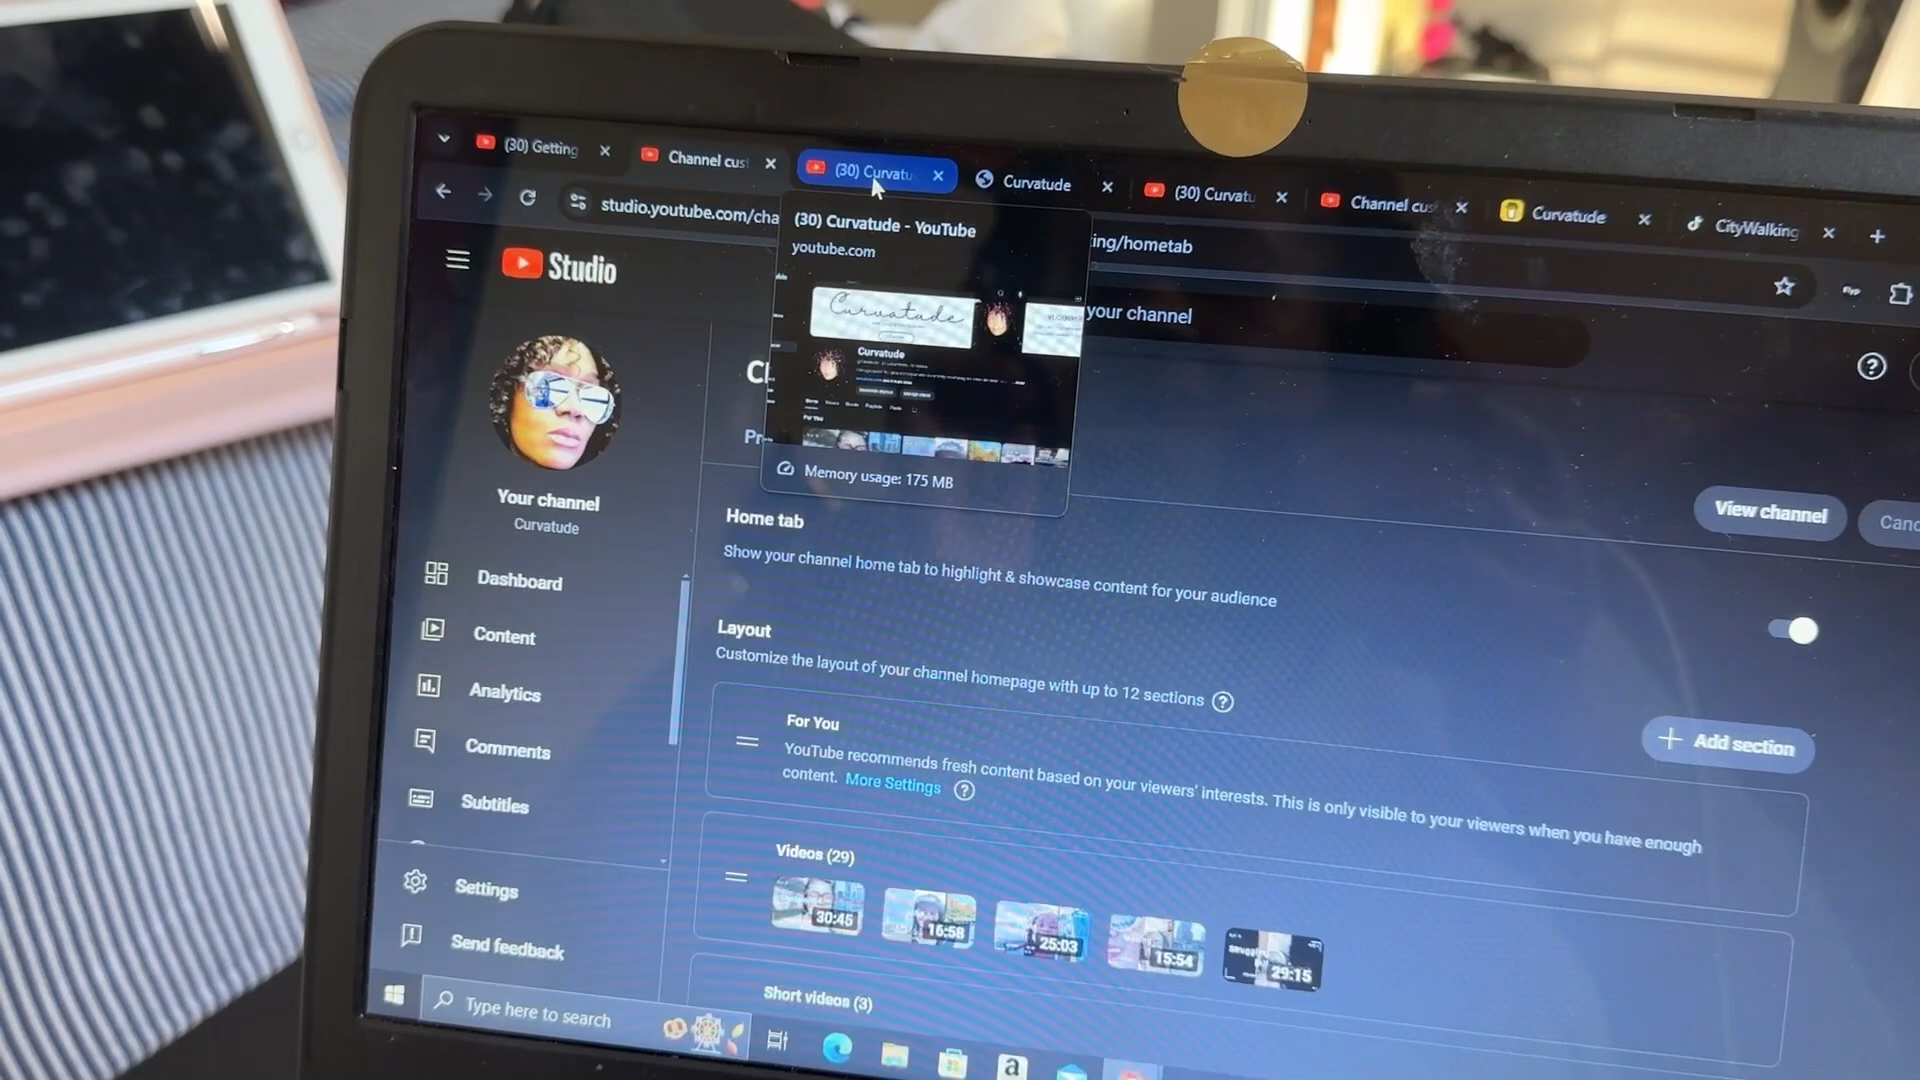 (30) Getting
Channel cus
(30) Curvatu
Curvatude
(30) Curvatu
Channel cus
Curvatude
CityWalking
studio.youtube.com/cha
ing/hometab
(30) Curvatude - YouTube
youtube.com
Curvatude
Curvatude
For You
Memory usage: 175 MB
Studio
your channel
Your channel
Curvatude
View channel
Canc
Home tab
Show your channel home tab to highlight & showcase content for your audience
Dashboard
Content
Analytics
Comments
Subtitles
Settings
Send feedback
Layout
Customize the layout of your channel homepage with up to 12 sections
Add section
For You
YouTube recommends fresh content based on your viewers' interests. This is only visible to your viewers when you have enough
content. More Settings
Videos (29)
30:45
16:58
25:03
15:54
29:15
Short videos (3)
Type here to search